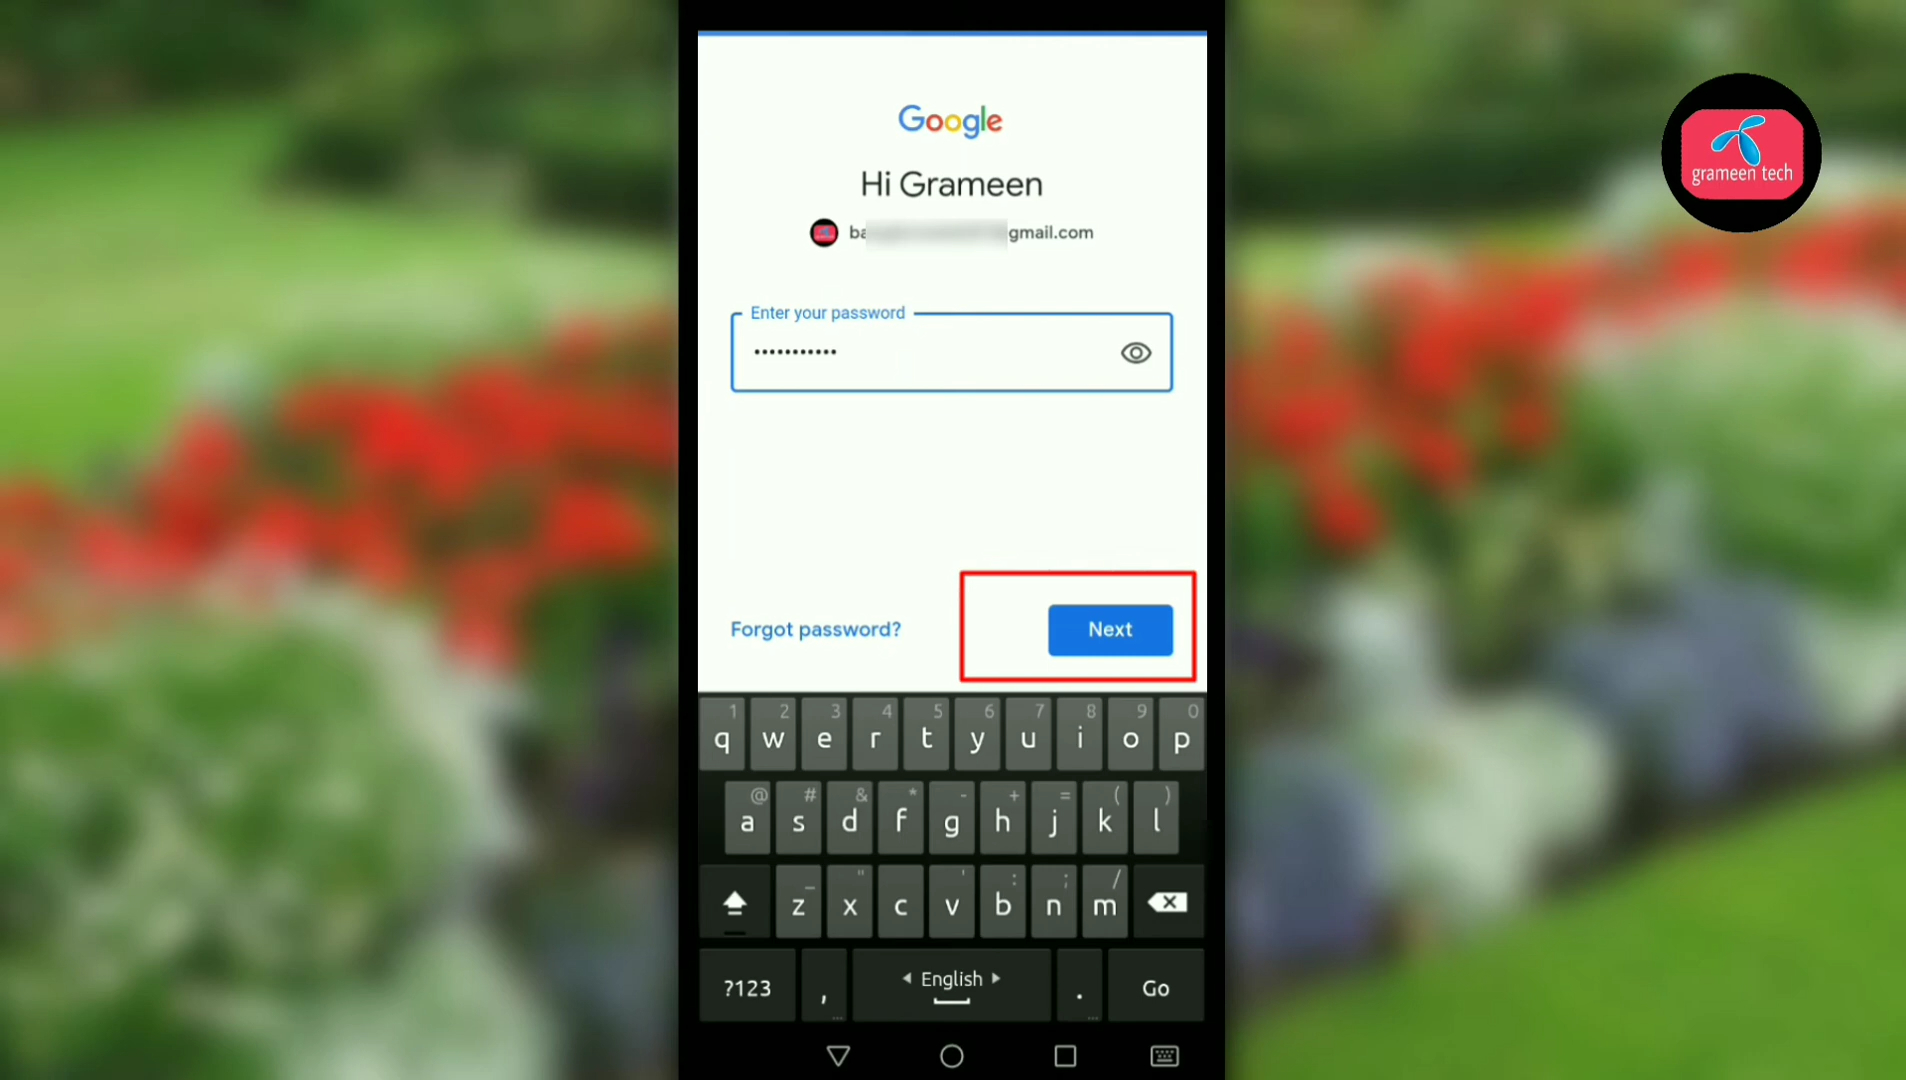 Google
Hi Grameen
ba gmail.com
grameen tech
Enter your password
•••••••••••
Forgot password?
Next
1 2 3 4 5 6 7 8 9 0
q w e r t y u i o p
@ # & * - + = ( )
a s d f g h j k l
_ " ' : ; /
z x c v b n m
?123 , English . Go